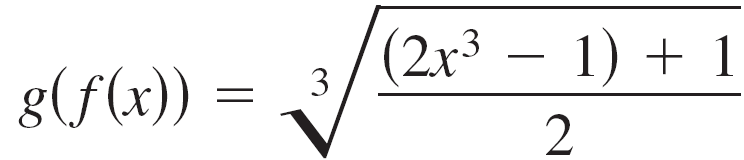 g(f(x)) = ∛(((2x³ − 1) + 1)/2)